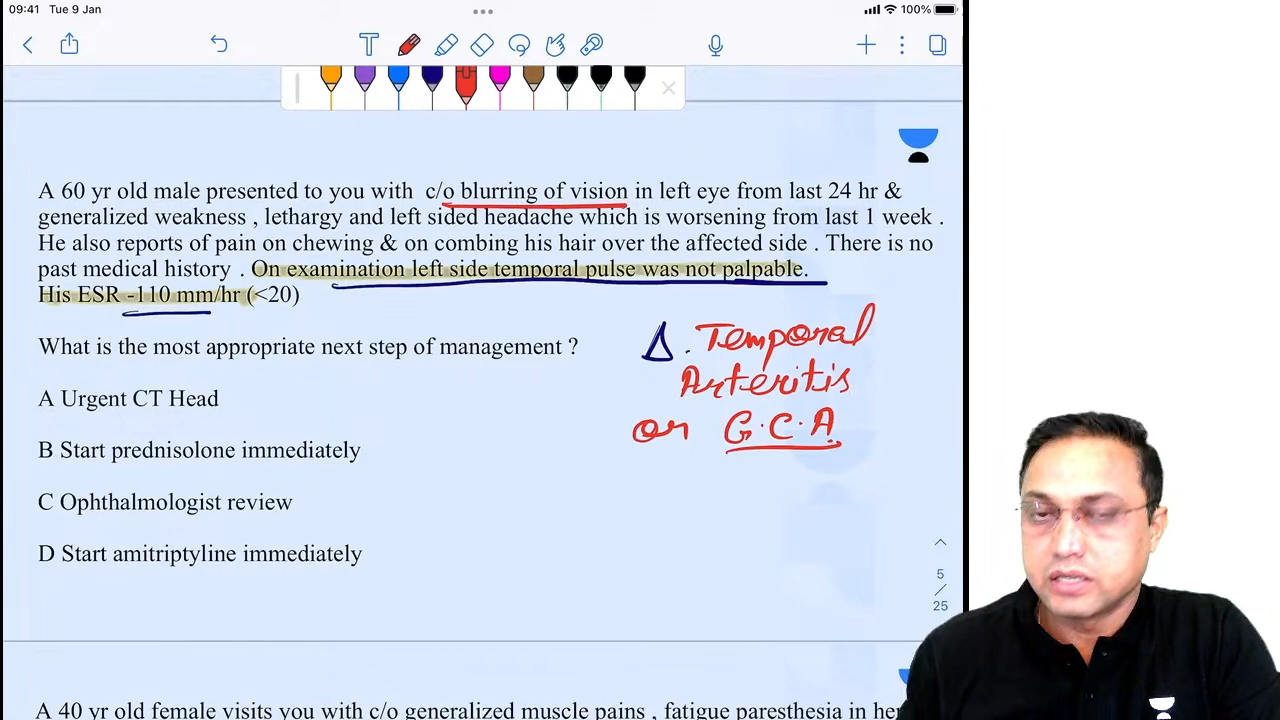 09:41 Tue 9 Jan
100%
T
A 60 yr old male presented to you with c/o blurring of vision in left eye from last 24 hr &
generalized weakness , lethargy and left sided headache which is worsening from last 1 week .
He also reports of pain on chewing & on combing his hair over the affected side . There is no
past medical history . On examination left side temporal pulse was not palpable.
His ESR -110 mm/hr (<20)
What is the most appropriate next step of management ?
Δ. Temporal
Arteritis
or G.C.A
A Urgent CT Head
B Start prednisolone immediately
C Ophthalmologist review
D Start amitriptyline immediately
5
/
25
A 40 yr old female visits you with c/o generalized muscle pains , fatigue paresthesia in